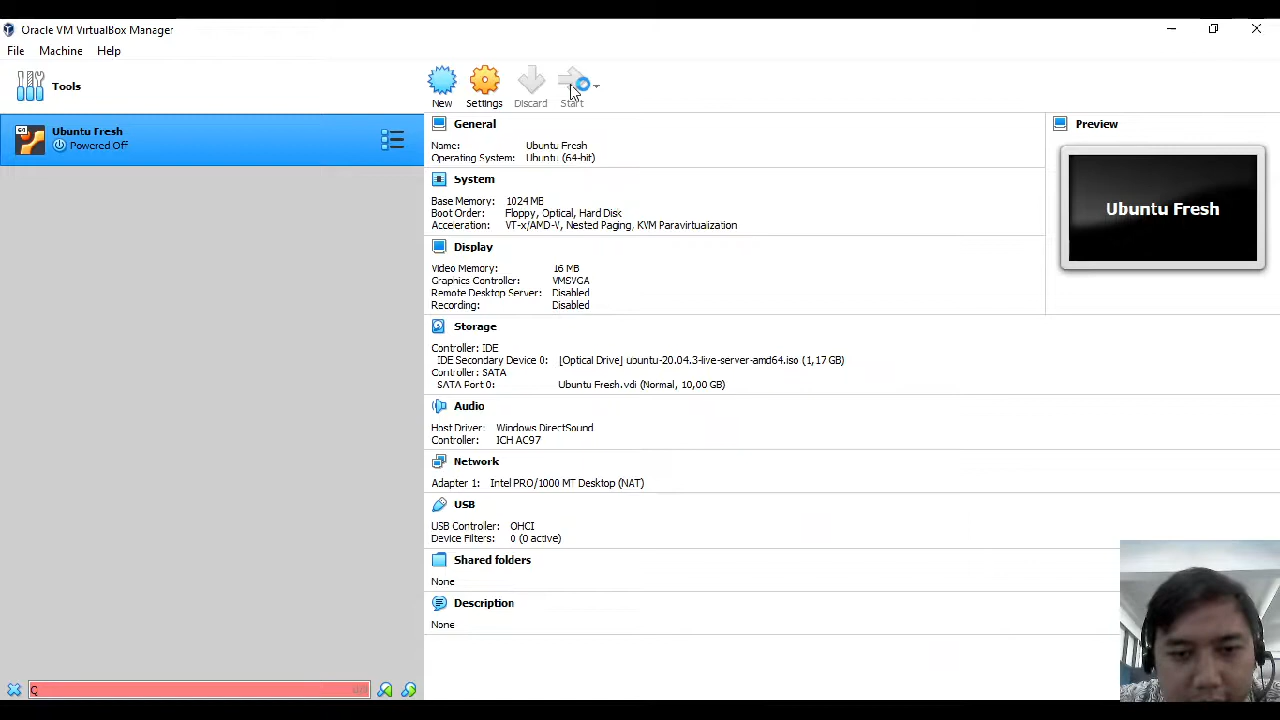 Oracle VM VirtualBox Manager
File Machine Help
Tools
New Settings Discard Start
64
Ubuntu Fresh
Powered Off
General
Name: Ubuntu Fresh
Operating System: Ubuntu (64-bit)
System
Base Memory: 1024 MB
Boot Order: Floppy, Optical, Hard Disk
Acceleration: VT-x/AMD-V, Nested Paging, KVM Paravirtualization
Display
Video Memory: 16 MB
Graphics Controller: VMSVGA
Remote Desktop Server: Disabled
Recording: Disabled
Storage
Controller: IDE
IDE Secondary Device 0: [Optical Drive] ubuntu-20.04.3-live-server-amd64.iso (1,17 GB)
Controller: SATA
SATA Port 0: Ubuntu Fresh.vdi (Normal, 10,00 GB)
Audio
Host Driver: Windows DirectSound
Controller: ICH AC97
Network
Adapter 1: Intel PRO/1000 MT Desktop (NAT)
USB
USB Controller: OHCI
Device Filters: 0 (0 active)
Shared folders
None
Description
None
Preview
Ubuntu Fresh